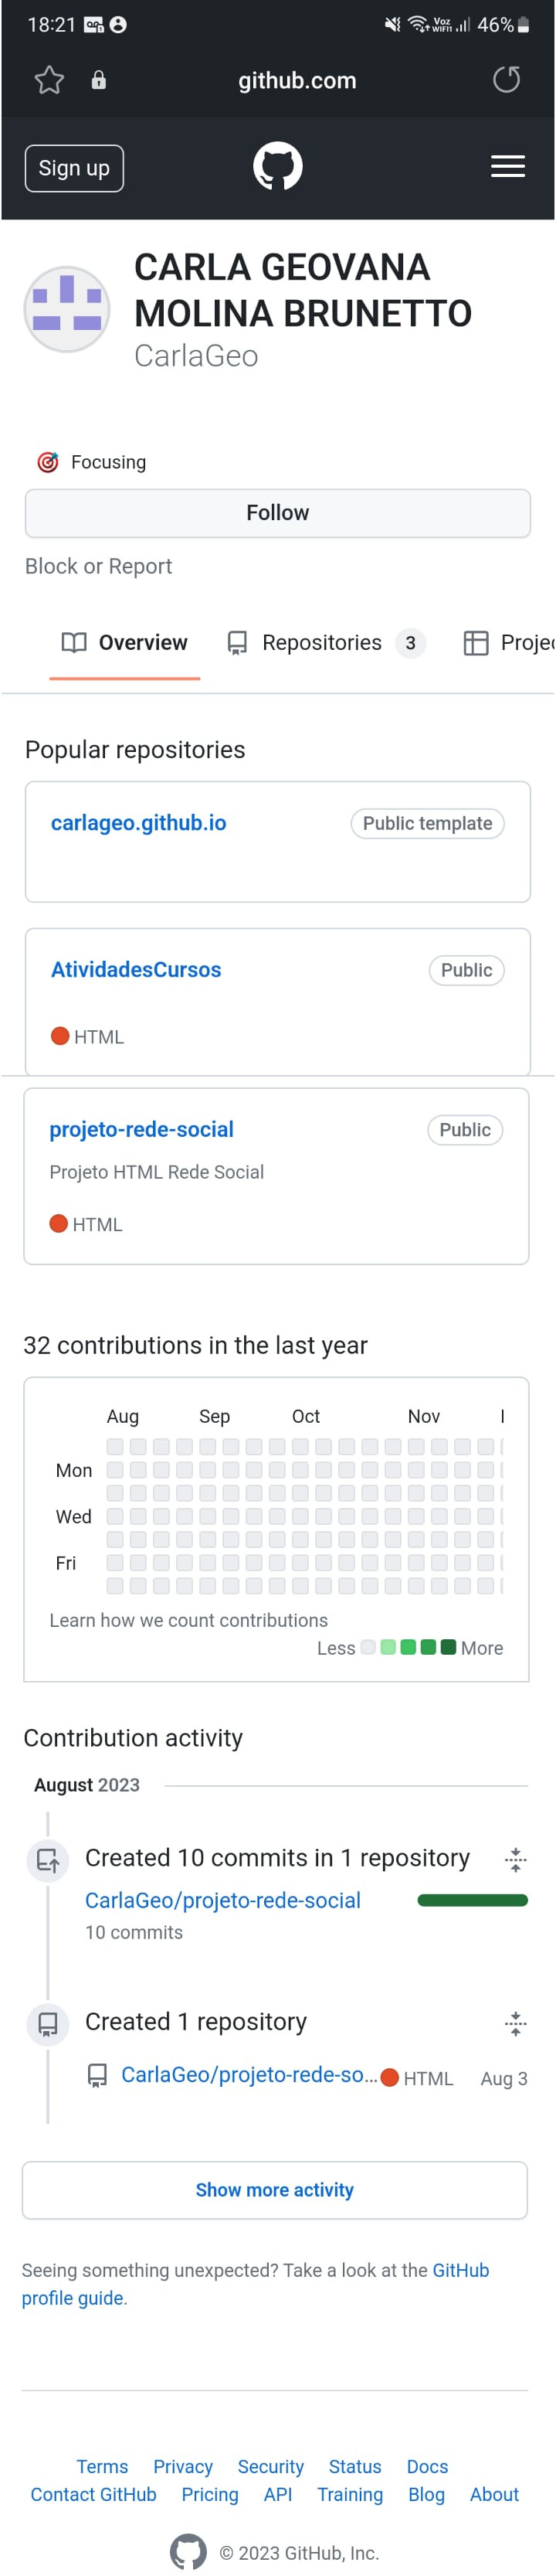 18:21 Voz WiFi1 46%
github.com
Sign up
CARLA GEOVANA
MOLINA BRUNETTO
CarlaGeo
Focusing
Follow
Block or Report
Overview Repositories 3 Projec
Popular repositories
carlageo.github.io Public template
AtividadesCursos Public
HTML
projeto-rede-social Public
Projeto HTML Rede Social
HTML
32 contributions in the last year
Aug Sep Oct Nov
Mon
Wed
Fri
Learn how we count contributions
Less More
Contribution activity
August 2023
Created 10 commits in 1 repository
CarlaGeo/projeto-rede-social
10 commits
Created 1 repository
CarlaGeo/projeto-rede-so... HTML Aug 3
Show more activity
Seeing something unexpected? Take a look at the GitHub
profile guide.
Terms Privacy Security Status Docs
Contact GitHub Pricing API Training Blog About
© 2023 GitHub, Inc.